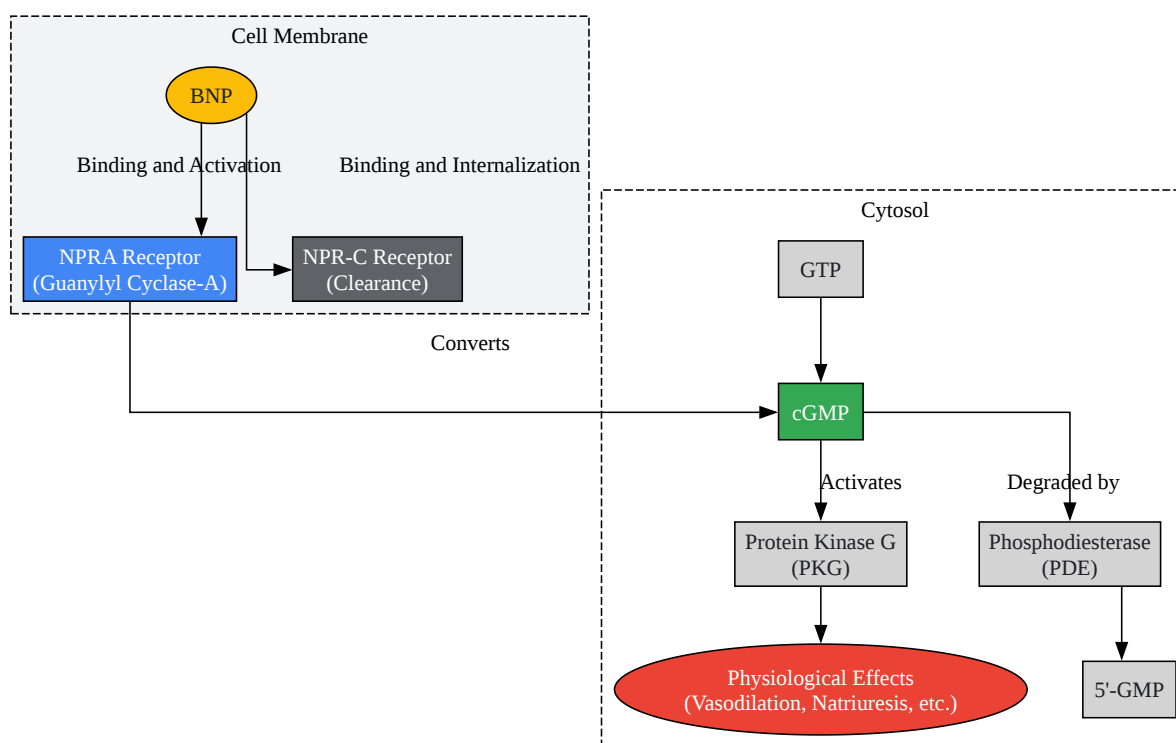 Cell Membrane
BNP
Binding and Activation
Binding and Internalization
NPRA Receptor
(Guanylyl Cyclase-A)
NPR-C Receptor
(Clearance)
Converts
Cytosol
GTP
cGMP
Activates
Degraded by
Protein Kinase G
(PKG)
Phosphodiesterase
(PDE)
Physiological Effects
(Vasodilation, Natriuresis, etc.)
5'-GMP